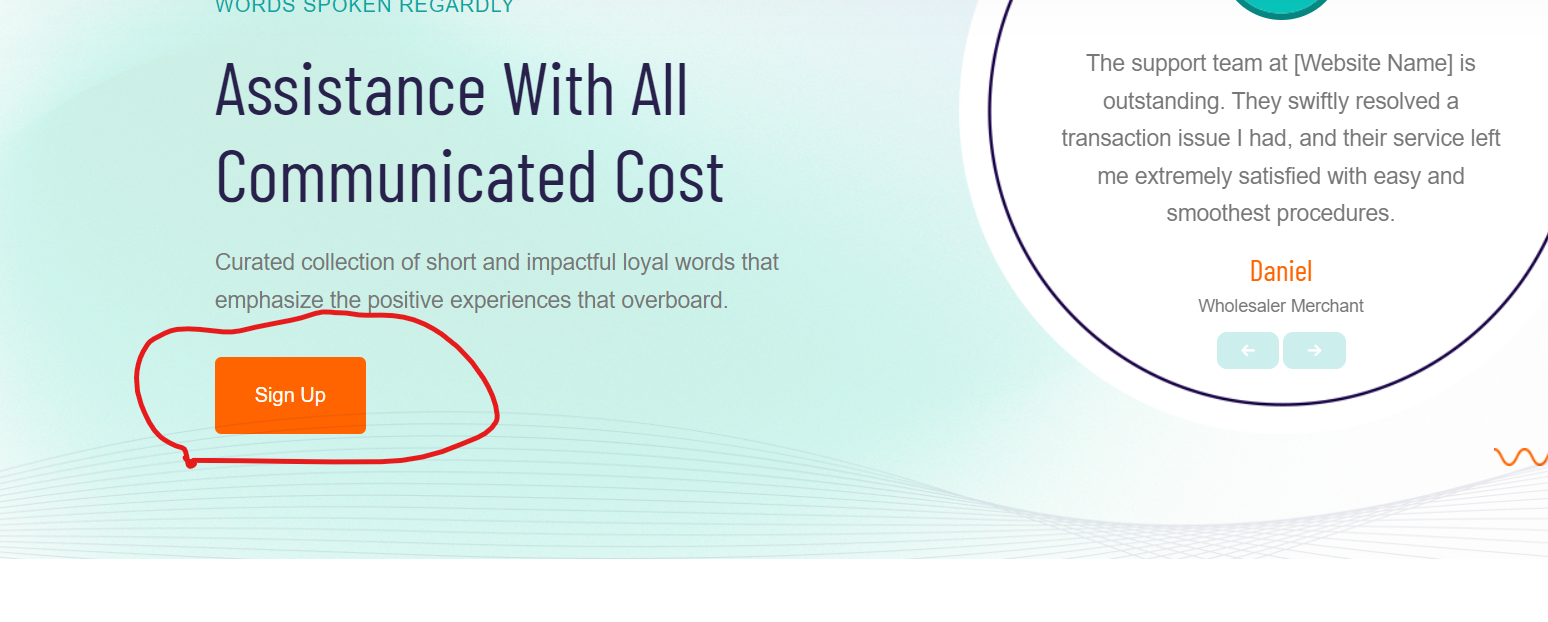 WORDS SPOKEN REGARDLY
Assistance With All
Communicated Cost
Curated collection of short and impactful loyal words that
emphasize the positive experiences that overboard.
Sign Up
The support team at [Website Name] is
outstanding. They swiftly resolved a
transaction issue I had, and their service left
me extremely satisfied with easy and
smoothest procedures.
Daniel
Wholesaler Merchant